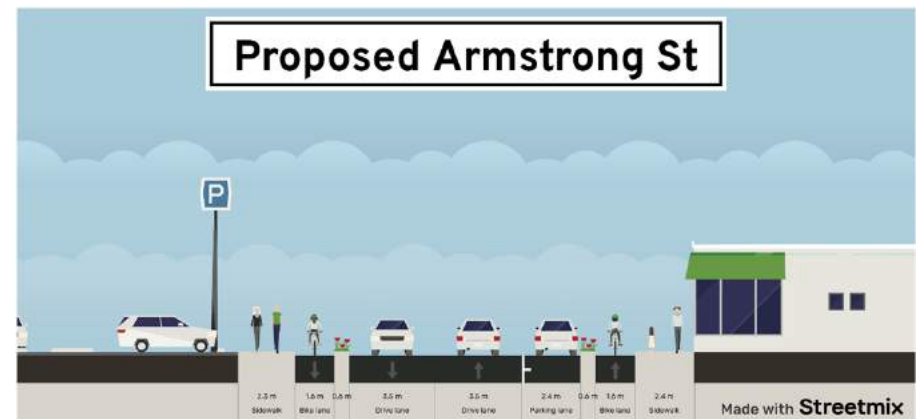 Proposed Armstrong St
P
2.3 m 1.6 m 0.6 m 3.5 m 3.5 m 2.4 m 0.6 m 1.6 m 2.4 m
Sidewalk Bike lane Drive lane Drive lane Parking lane Bike lane Sidewalk
Made with Streetmix